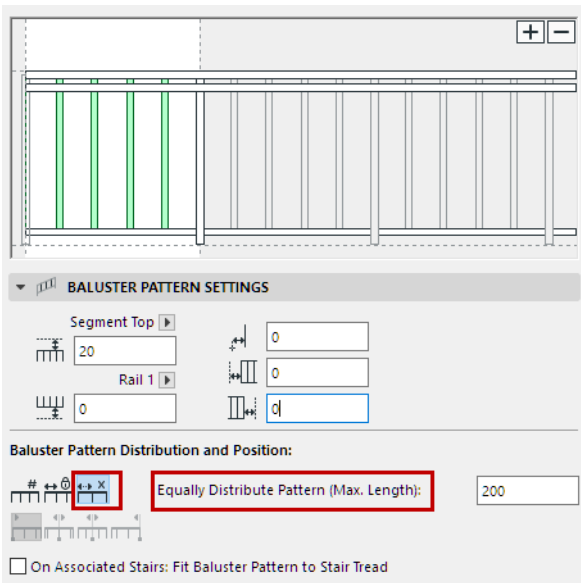 BALUSTER PATTERN SETTINGS
Segment Top
20
0
Rail 1
0
0
0
Baluster Pattern Distribution and Position:
# x Equally Distribute Pattern (Max. Length): 200
On Associated Stairs: Fit Baluster Pattern to Stair Tread